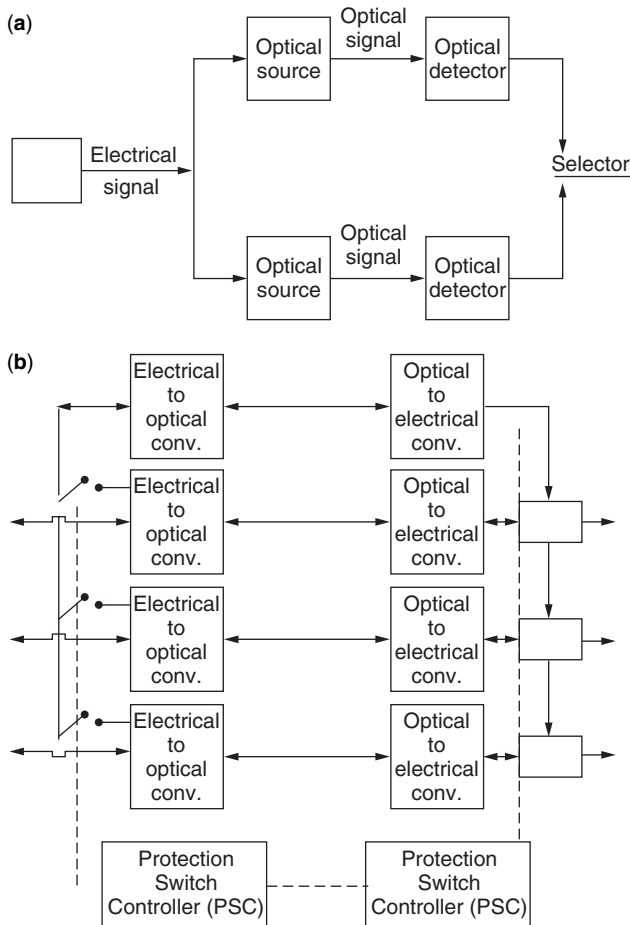 (a)
Optical
source
Optical
signal
Optical
detector
Electrical
signal
Selector
Optical
source
Optical
signal
Optical
detector
(b)
Electrical
to
optical
conv.
Optical
to
electrical
conv.
Electrical
to
optical
conv.
Optical
to
electrical
conv.
Electrical
to
optical
conv.
Optical
to
electrical
conv.
Electrical
to
optical
conv.
Optical
to
electrical
conv.
Protection
Switch
Controller (PSC)
Protection
Switch
Controller (PSC)